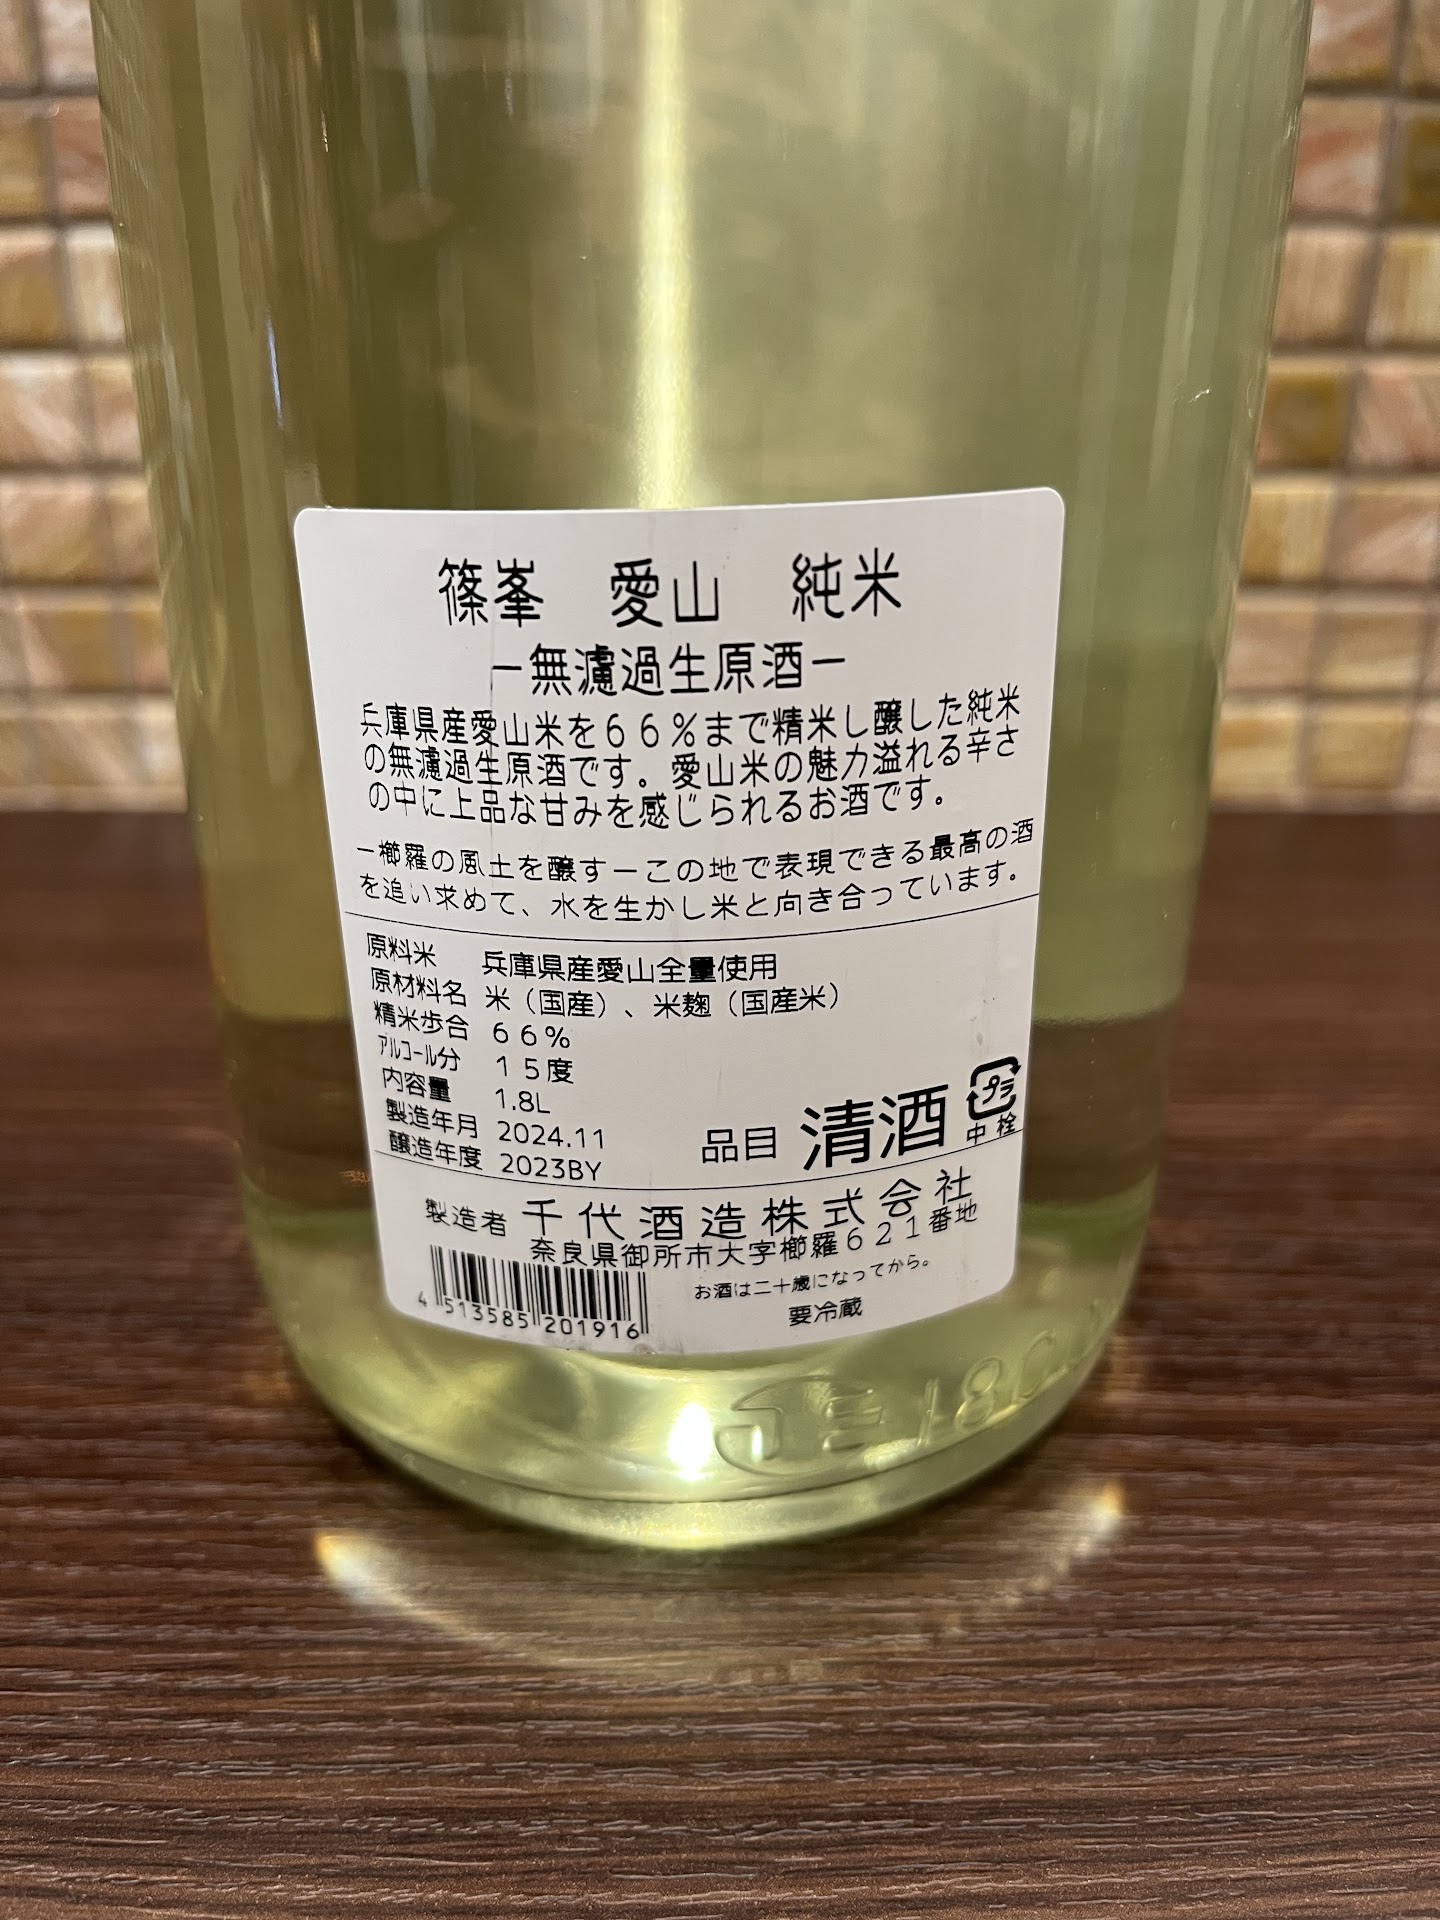 篠峯 愛山 純米
－無濾過生原酒－
兵庫県産愛山米を66%まで精米し醸した純米
の無濾過生原酒です。愛山米の魅力溢れる辛さ
の中に上品な甘みを感じられるお酒です。
－櫛羅の風土を醸す－この地で表現できる最高の酒
を追い求めて、水を生かし米と向き合っています。
原料米 兵庫県産愛山全量使用
原材料名 米（国産）、米麹（国産米）
精米歩合 66%
アルコール分 15度
内容量 1.8L
製造年月 2024.11
醸造年度 2023BY
品目 清酒
プラ
中栓
製造者 千代酒造株式会社
奈良県御所市大字櫛羅621番地
お酒は二十歳になってから。
要冷蔵
4 513585 201916